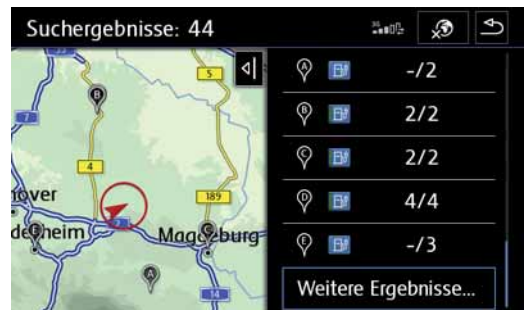 Suchergebnisse: 44
3G
5
7
B
4
over
189
2
deheim
Magdeburg
E
C
A
14
A -/2
B 2/2
C 2/2
D 4/4
E -/3
Weitere Ergebnisse...